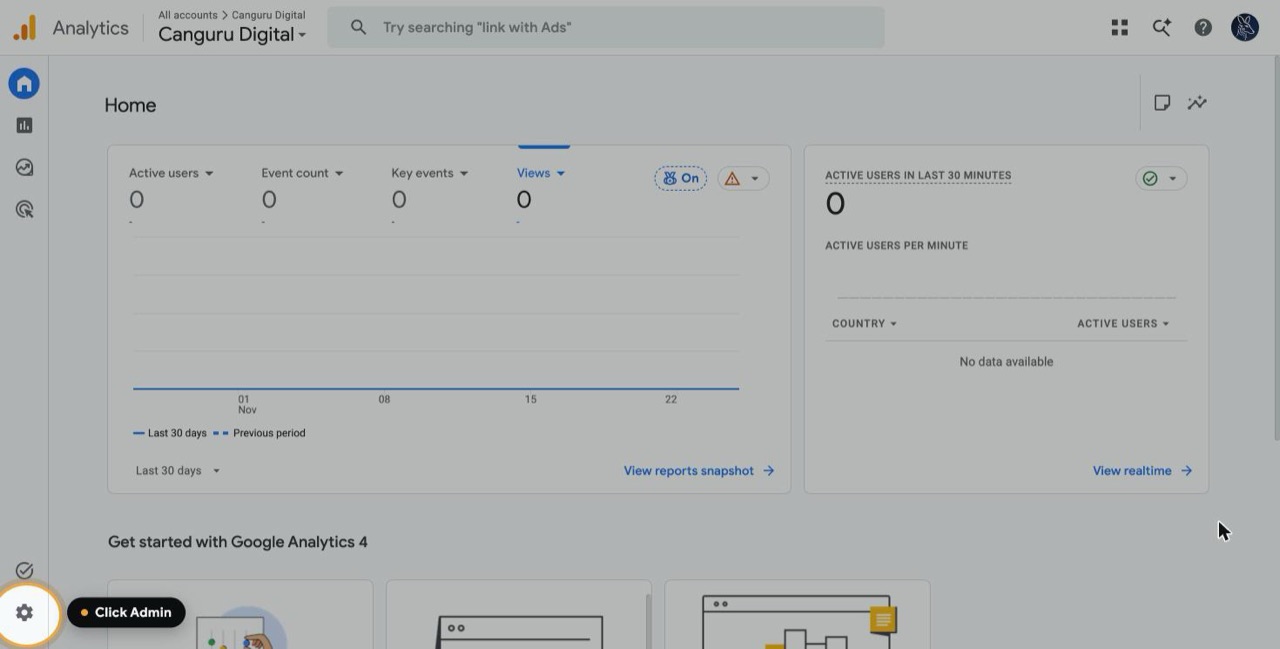 Analytics
All accounts > Canguru Digital
Canguru Digital
Try searching "link with Ads"
Home
Active users
0
-
Event count
0
-
Key events
0
-
Views
0
-
On
01
Nov
08
15
22
Last 30 days
Previous period
Last 30 days
View reports snapshot
ACTIVE USERS IN LAST 30 MINUTES
0
ACTIVE USERS PER MINUTE
COUNTRY
ACTIVE USERS
No data available
View realtime
Get started with Google Analytics 4
Click Admin